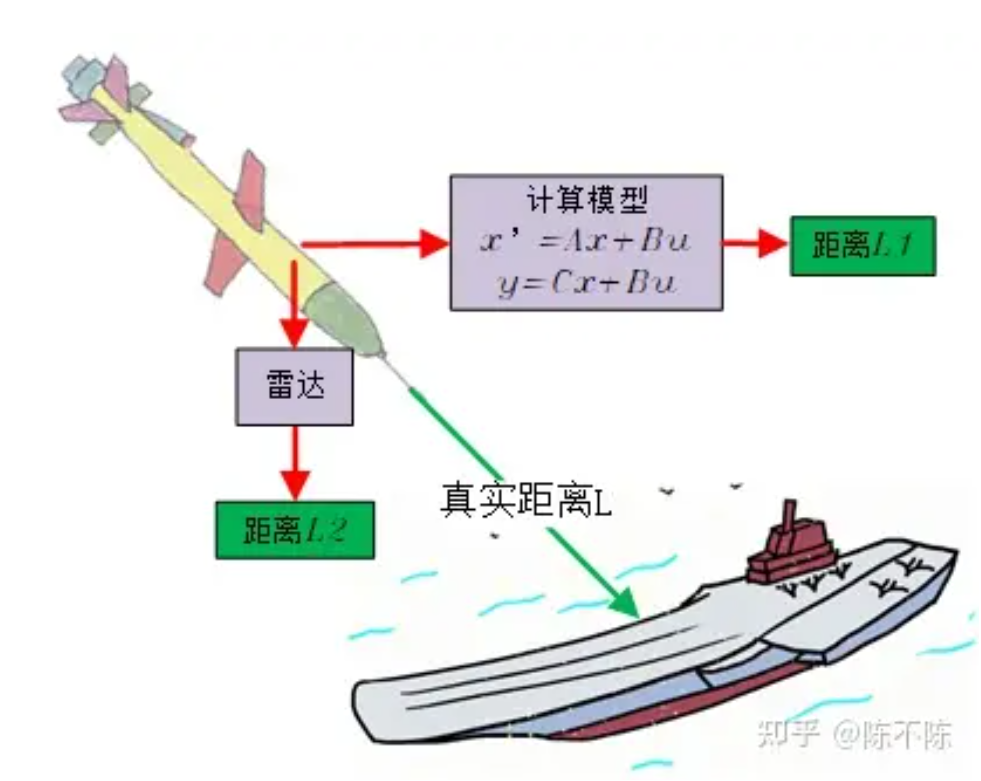 计算模型
x' =Ax+Bu
y=Cx+Bu
距离L1
雷达
距离L2
真实距离L
知乎 @陈不陈